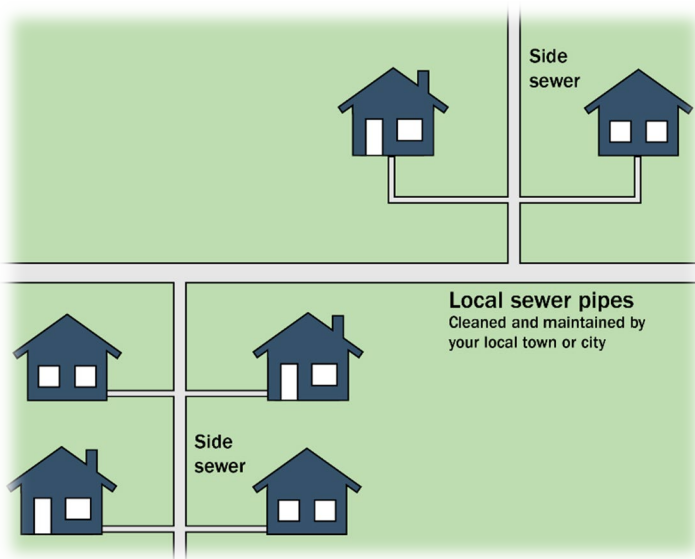 Side
sewer
Local sewer pipes
Cleaned and maintained by
your local town or city
Side
sewer